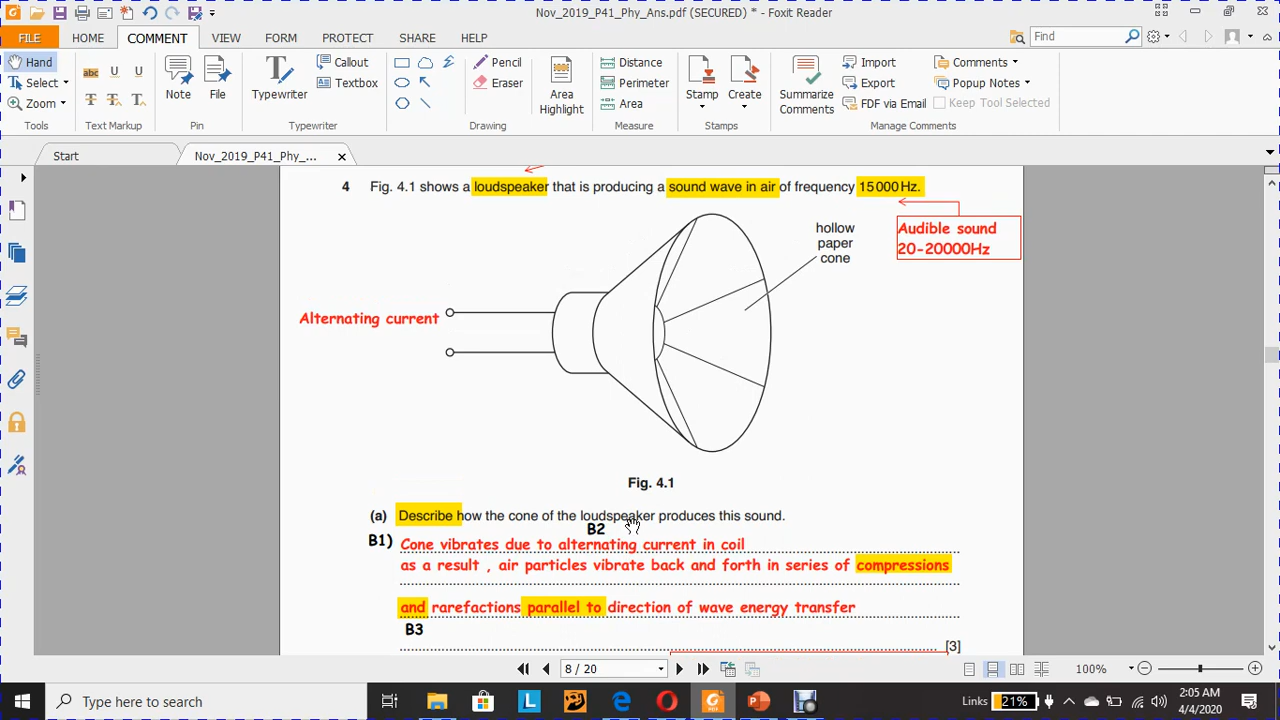 Nov_2019_P41_Phy_Ans.pdf (SECURED) * - Foxit Reader
FILE HOME COMMENT VIEW FORM PROTECT SHARE HELP
Find
Hand
Select
Zoom
Tools
abc U U
T T T
Text Markup
Note
File
Pin
Typewriter
Callout
Textbox
Typewriter
Pencil
Eraser
Drawing
Area
Highlight
Distance
Perimeter
Area
Measure
Stamp
Create
Stamps
Summarize
Comments
Import
Export
FDF via Email
Comments
Popup Notes
Keep Tool Selected
Manage Comments
Start
Nov_2019_P41_Phy_...
4 Fig. 4.1 shows a loudspeaker that is producing a sound wave in air of frequency 15 000 Hz.
Audible sound
20-20000Hz
hollow
paper
cone
Alternating current
Fig. 4.1
(a) Describe how the cone of the loudspeaker produces this sound.
B2
B1) Cone vibrates due to alternating current in coil
as a result , air particles vibrate back and forth in series of compressions
and rarefactions parallel to direction of wave energy transfer
B3
[3]
8 / 20
100%
Type here to search
L
Links 21%
2:05 AM
4/4/2020